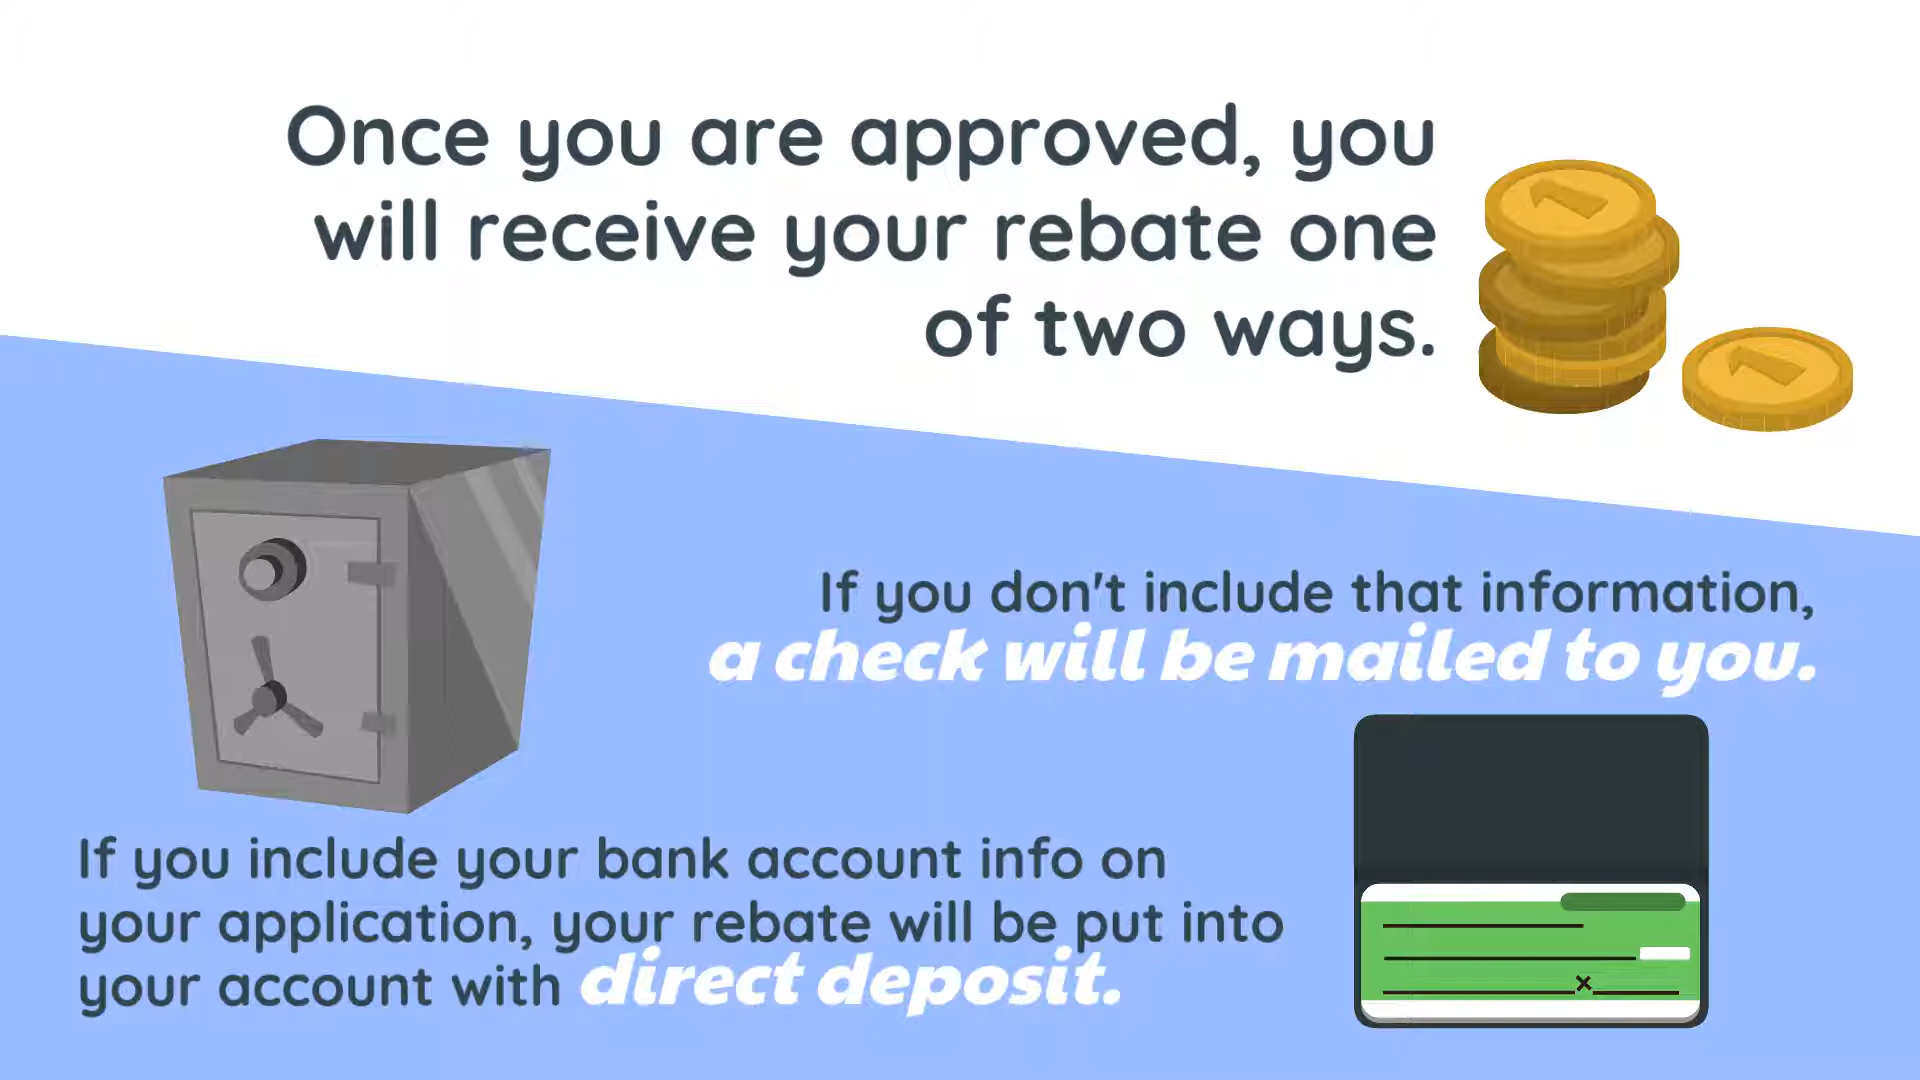 Once you are approved, you
will receive your rebate one
of two ways.
If you include your bank account info on
your application, your rebate will be put into
your account with direct deposit.
If you don't include that information,
a check will be mailed to you.